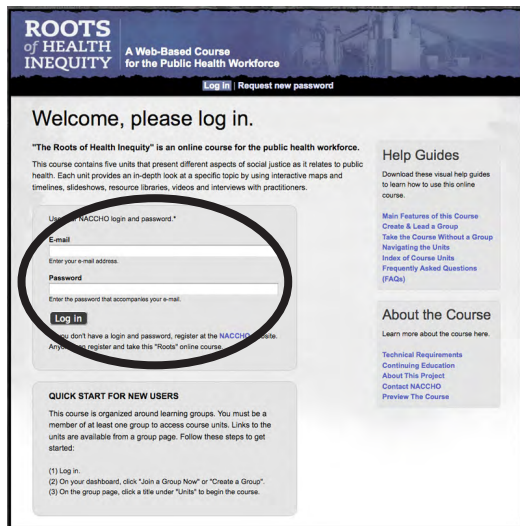 ROOTS
of HEALTH
INEQUITY
A Web-Based Course
for the Public Health Workforce
Log In | Request new password
Welcome, please log in.
"The Roots of Health Inequity" is an online course for the public health workforce.
This course contains five units that present different aspects of social justice as it relates to public
health. Each unit provides an in-depth look at a specific topic by using interactive maps and
timelines, slideshows, resource libraries, videos and interviews with practitioners.
NACCHO login and password.*
E-mail
Enter your e-mail address.
Password
Enter the password that accompanies your e-mail.
Log in
you don't have a login and password, register at the NACCHO
register and take this "Roots" online course.
QUICK START FOR NEW USERS
This course is organized around learning groups. You must be a
member of at least one group to access course units. Links to the
units are available from a group page. Follow these steps to get
started:
(1) Log in.
(2) On your dashboard, click "Join a Group Now" or "Create a Group".
(3) On the group page, click a title under "Units" to begin the course.
Help Guides
Download these visual help guides
to learn how to use this online
course.
Main Features of this Course
Create & Lead a Group
Take the Course Without a Group
Navigating the Units
Index of Course Units
Frequently Asked Questions
(FAQs)
About the Course
Learn more about the course here.
Technical Requirements
Continuing Education
About This Project
Contact NACCHO
Preview The Course